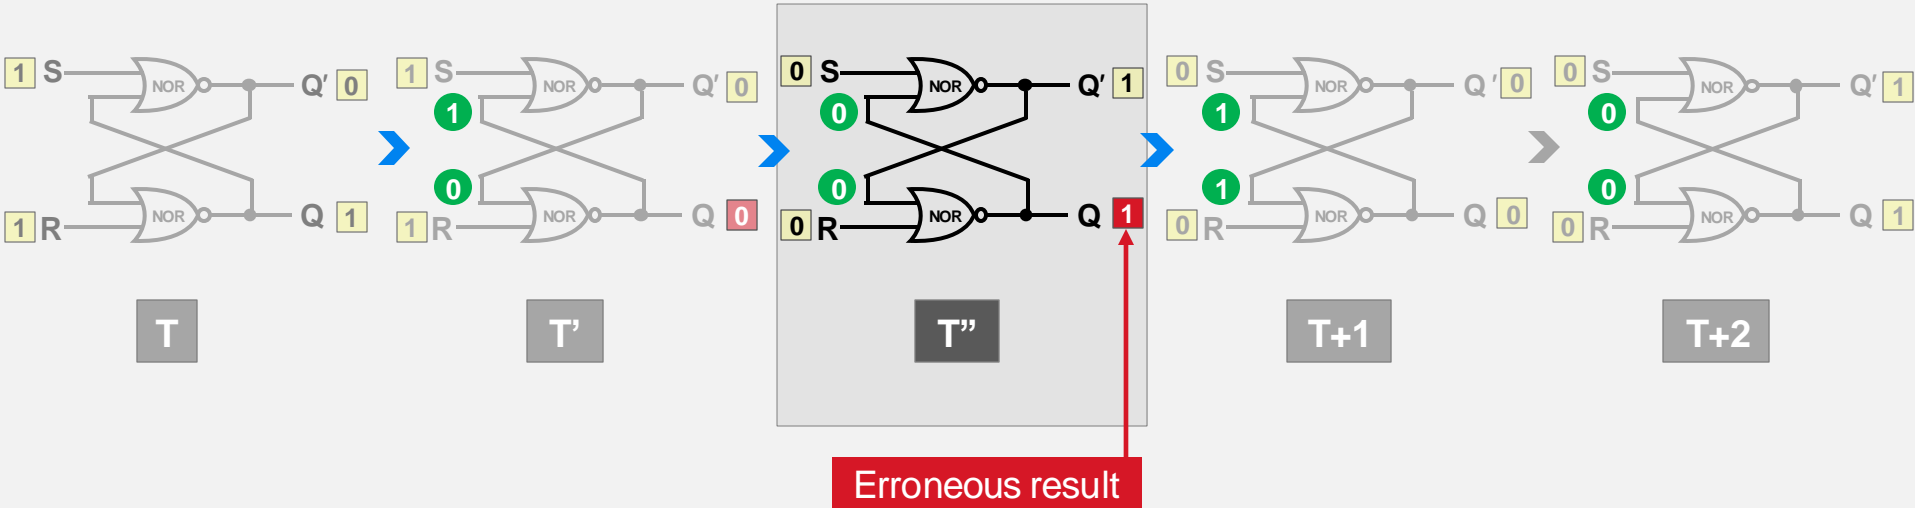 1 S NOR Q′ 0
1 R NOR Q 1
T
1 S NOR Q′ 0
1
0
1 R NOR Q 0
T’
0 S NOR Q′ 1
0
0
0 R NOR Q 1
T”
0 S NOR Q ′ 0
1
1
0 R NOR Q 0
T+1
0 S NOR Q′ 1
0
0
0 R NOR Q 1
T+2
Erroneous result